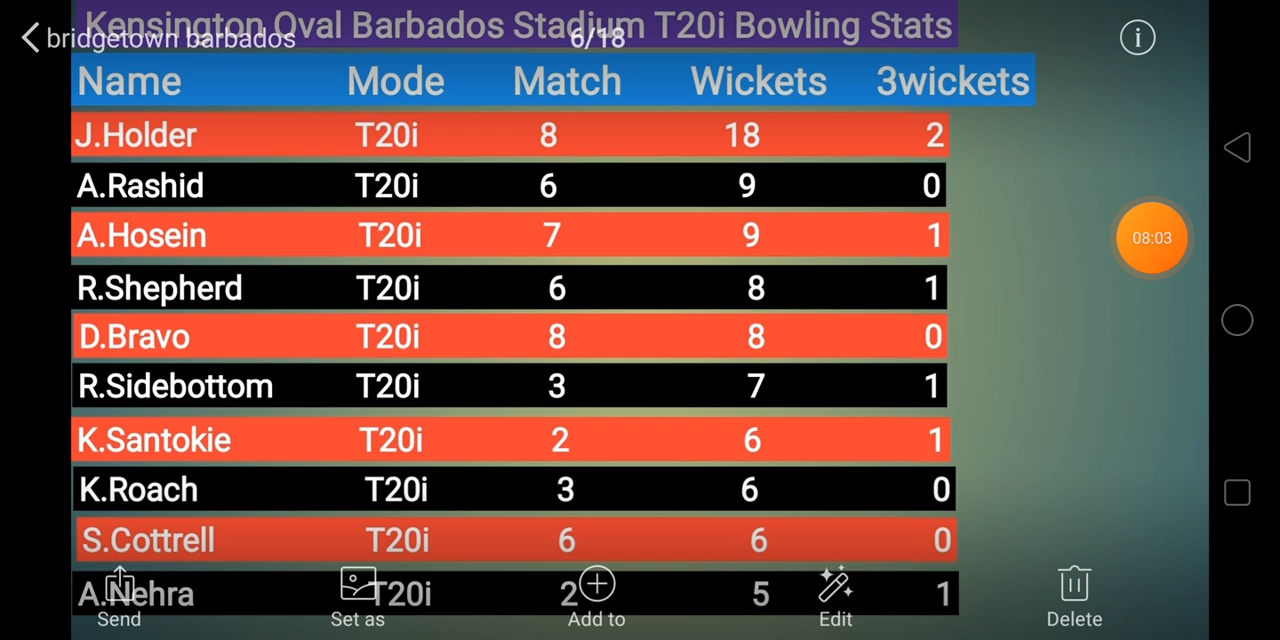 Kensington Oval Barbados Stadium T20i Bowling Stats
bridgetown barbados 6/18
Name Mode Match Wickets 3wickets
J.Holder T20i 8 18 2
A.Rashid T20i 6 9 0
A.Hosein T20i 7 9 1
08:03
R.Shepherd T20i 6 8 1
D.Bravo T20i 8 8 0
R.Sidebottom T20i 3 7 1
K.Santokie T20i 2 6 1
K.Roach T20i 3 6 0
S.Cottrell T20i 6 6 0
A.Nehra T20i 2 5 1
Send Set as Add to Edit Delete